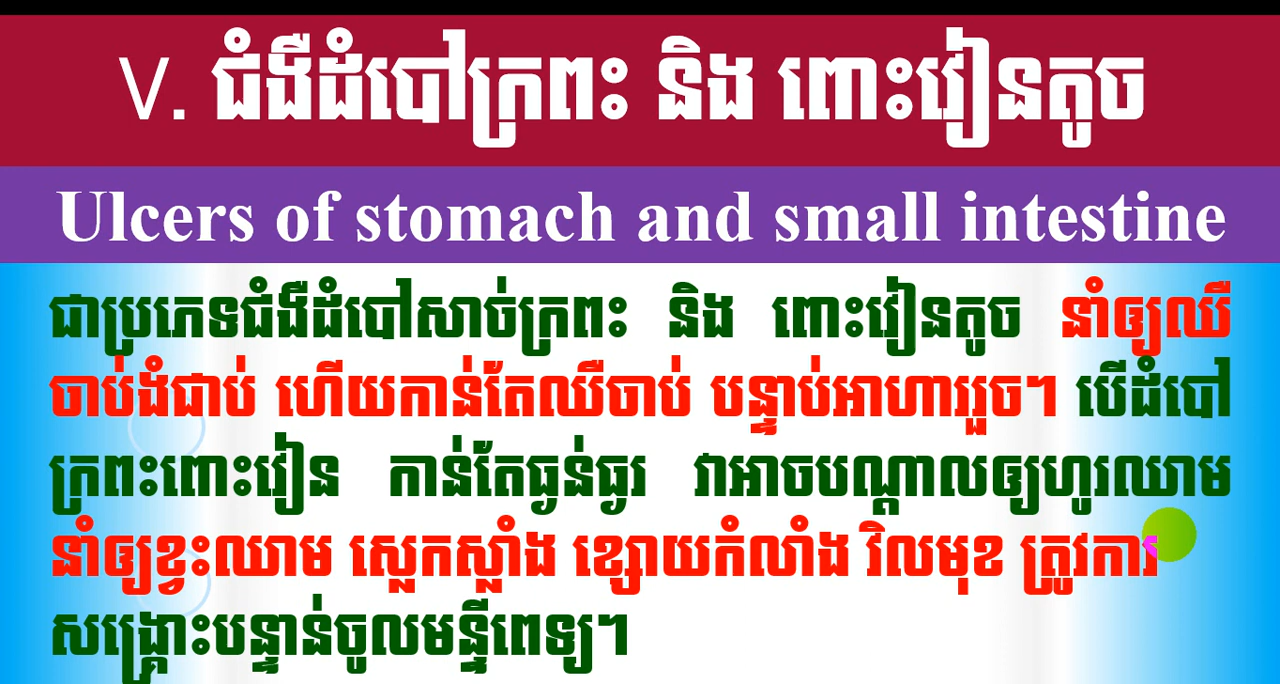 V. ជំងឺដំបៅក្រពះ និង ពោះវៀនតូច
Ulcers of stomach and small intestine
ជាប្រភេទជំងឺដំបៅសាច់ក្រពះ និង ពោះវៀនតូច នាំឲ្យឈឺ
ចាប់ងំជាប់ ហើយកាន់តែឈឺចាប់ បន្ទាប់អាហាររួច។ បើដំបៅ
ក្រពះពោះវៀន កាន់តែធ្ងន់ធ្ងរ វាអាចបណ្តាលឲ្យហូរឈាម
នាំឲ្យខ្វះឈាម ស្លេកស្លាំង ខ្សោយកំលាំង វិលមុខ ត្រូវការ
សង្គ្រោះបន្ទាន់ចូលមន្ទីពេទ្យ។